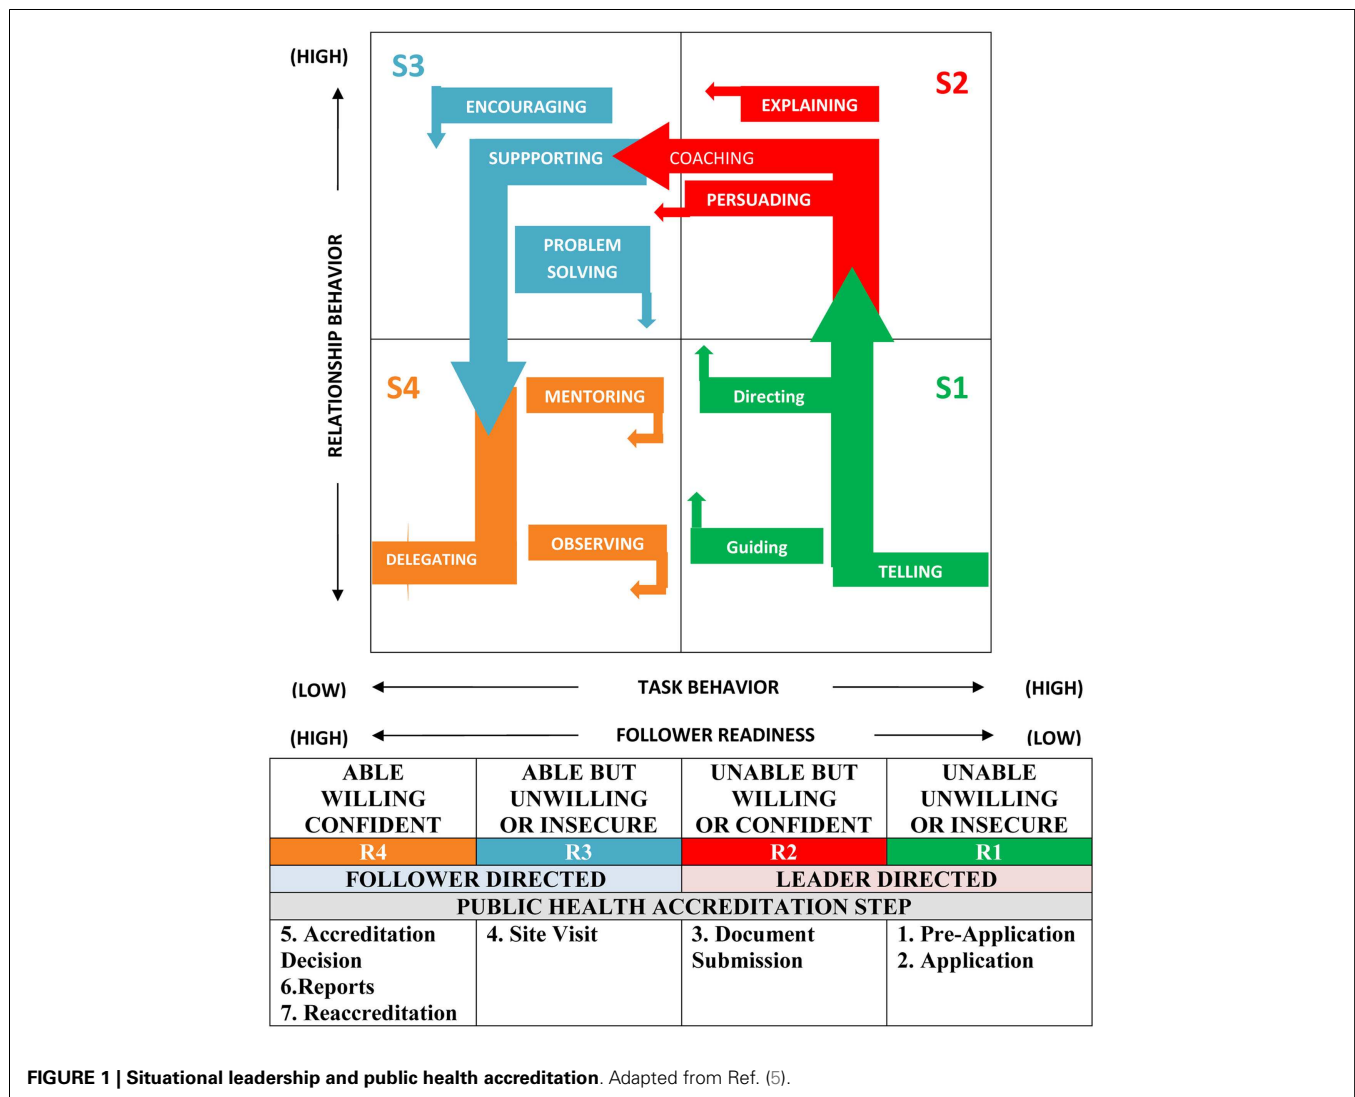 (HIGH)
S3
S2
ENCOURAGING
EXPLAINING
SUPPPORTING
COACHING
PERSUADING
PROBLEM
SOLVING
RELATIONSHIP BEHAVIOR
S4
S1
MENTORING
Directing
OBSERVING
Guiding
DELEGATING
TELLING
(LOW)
TASK BEHAVIOR
(HIGH)
(HIGH)
FOLLOWER READINESS
(LOW)
ABLE
WILLING
CONFIDENT
ABLE BUT
UNWILLING
OR INSECURE
UNABLE BUT
WILLING
OR CONFIDENT
UNABLE
UNWILLING
OR INSECURE
R4
R3
R2
R1
FOLLOWER DIRECTED
LEADER DIRECTED
PUBLIC HEALTH ACCREDITATION STEP
5. Accreditation
Decision
6.Reports
7. Reaccreditation
4. Site Visit
3. Document
Submission
1. Pre-Application
2. Application
FIGURE 1 | Situational leadership and public health accreditation. Adapted from Ref. (5).